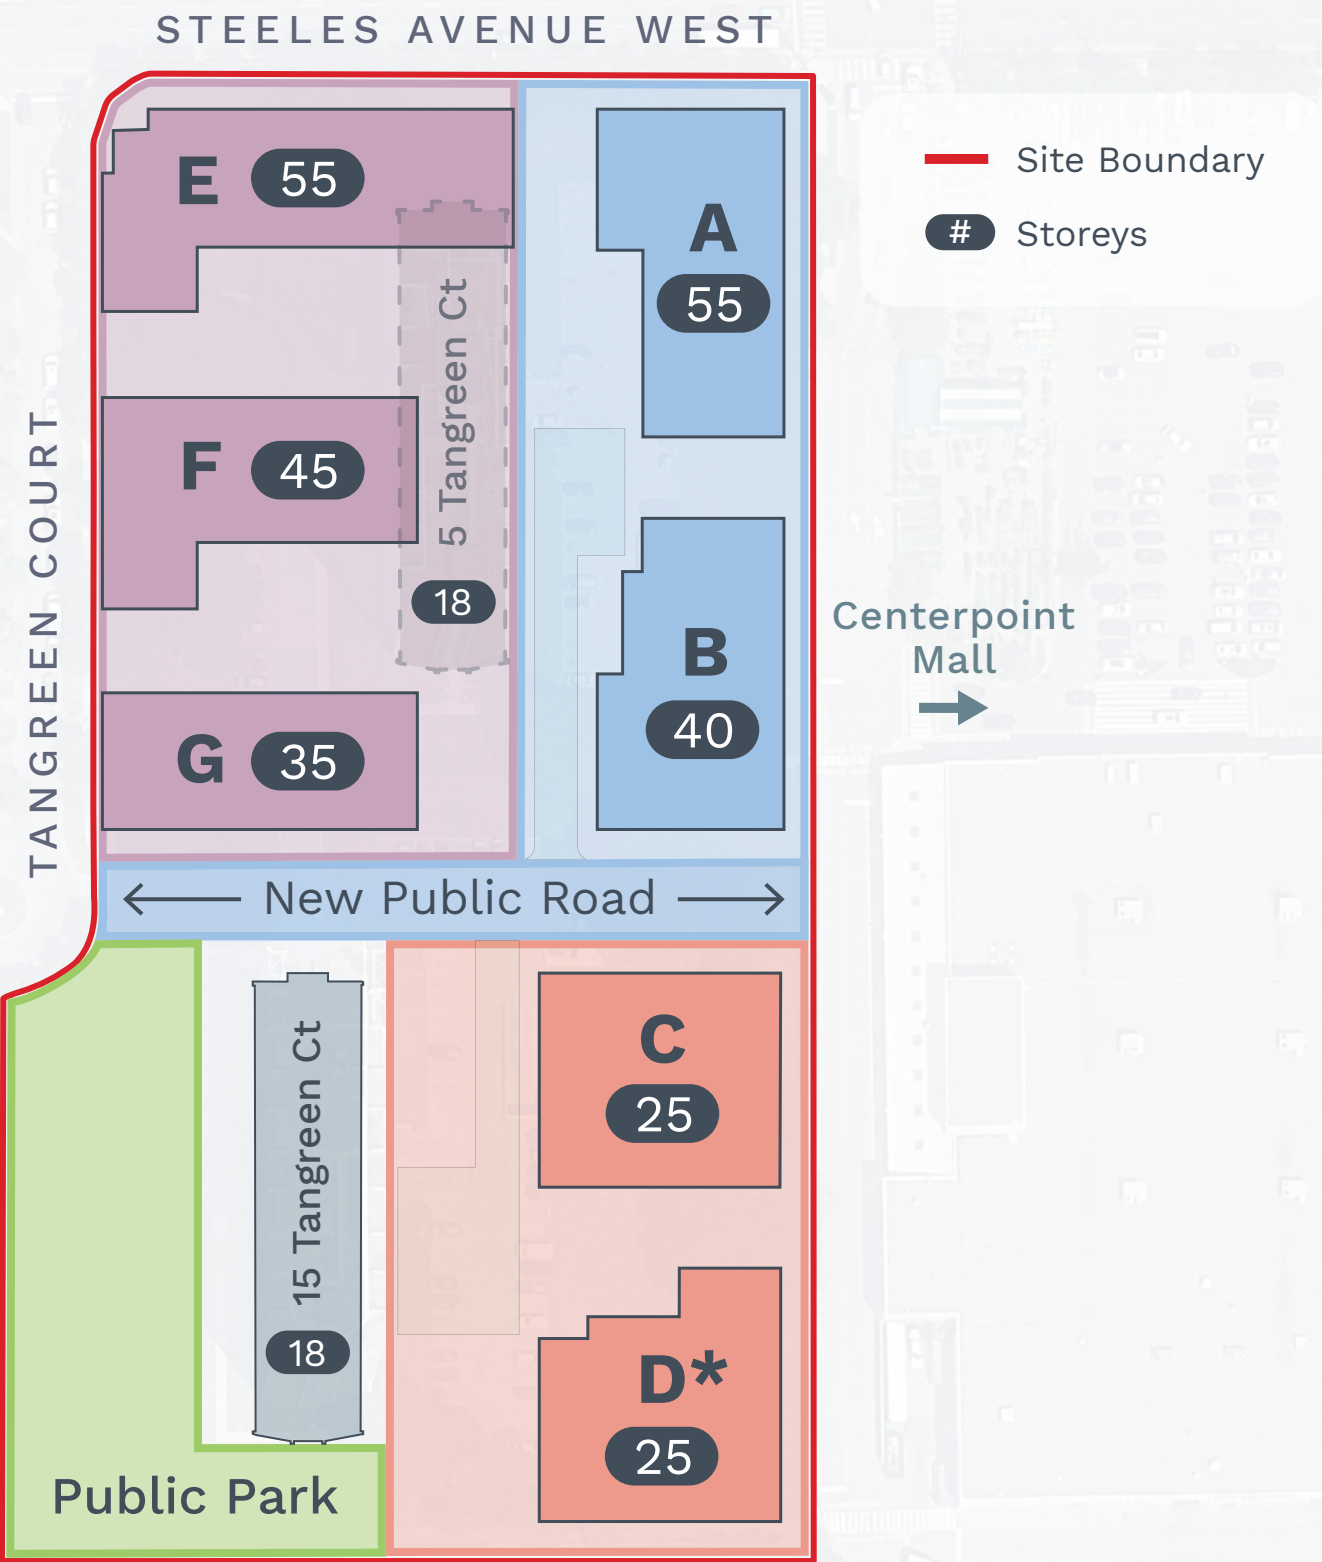 STEELES AVENUE WEST
Site Boundary
# Storeys
E 55
A
55
5 Tangreen Ct
18
F 45
TANGREEN COURT
B
40
Centerpoint
Mall
G 35
New Public Road
C
25
15 Tangreen Ct
18
D*
25
Public Park